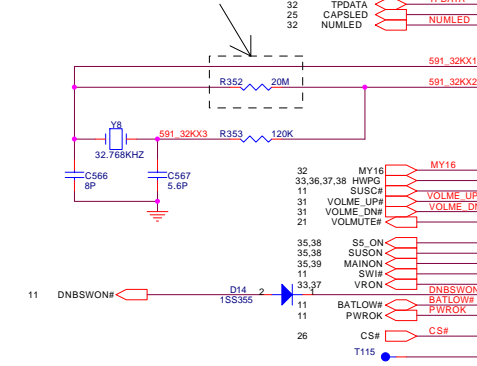 32 TPDATA
25 CAPSLED
32 NUMLED NUMLED
591_32KX1
R352 20M 591_32KX2
Y8
591_32KX3 R353 120K
32.768KHZ
C566 C567
8P 5.6P
32 MY16 MY16
33,36,37,38 HWPG
11 SUSC#
31 VOLME_UP# VOLME_UP
31 VOLME_DN# VOLME_DN
21 VOLMUTE#
35,38 S5_ON
35,38 SUSON
35,39 MAINON
11 SWI#
33,37 VRON
11 DNBSWON# D14 2 1 DNBSWON
1SS355
11 BATLOW# BATLOW#
11 PWROK PWROK
26 CS# CS#
T115